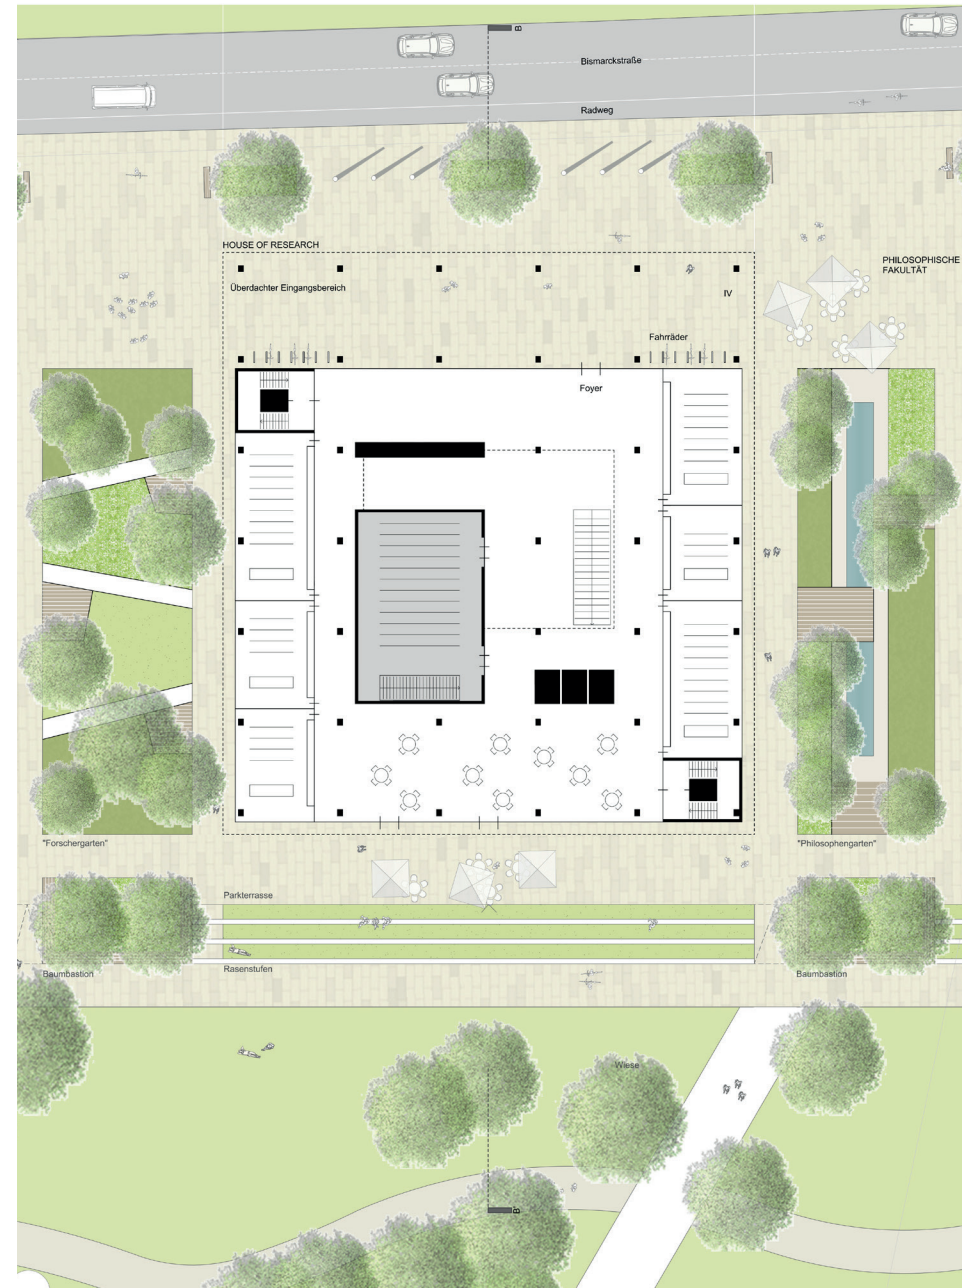 B
Bismarckstraße
Radweg
HOUSE OF RESEARCH
PHILOSOPHISCHE
FAKULTÄT
Überdachter Eingangsbereich
IV
Fahrräder
Foyer
"Forschergarten"
"Philosophengarten"
Parkterrasse
Rasenstufen
Baumbastion
Baumbastion
Wiese
B'